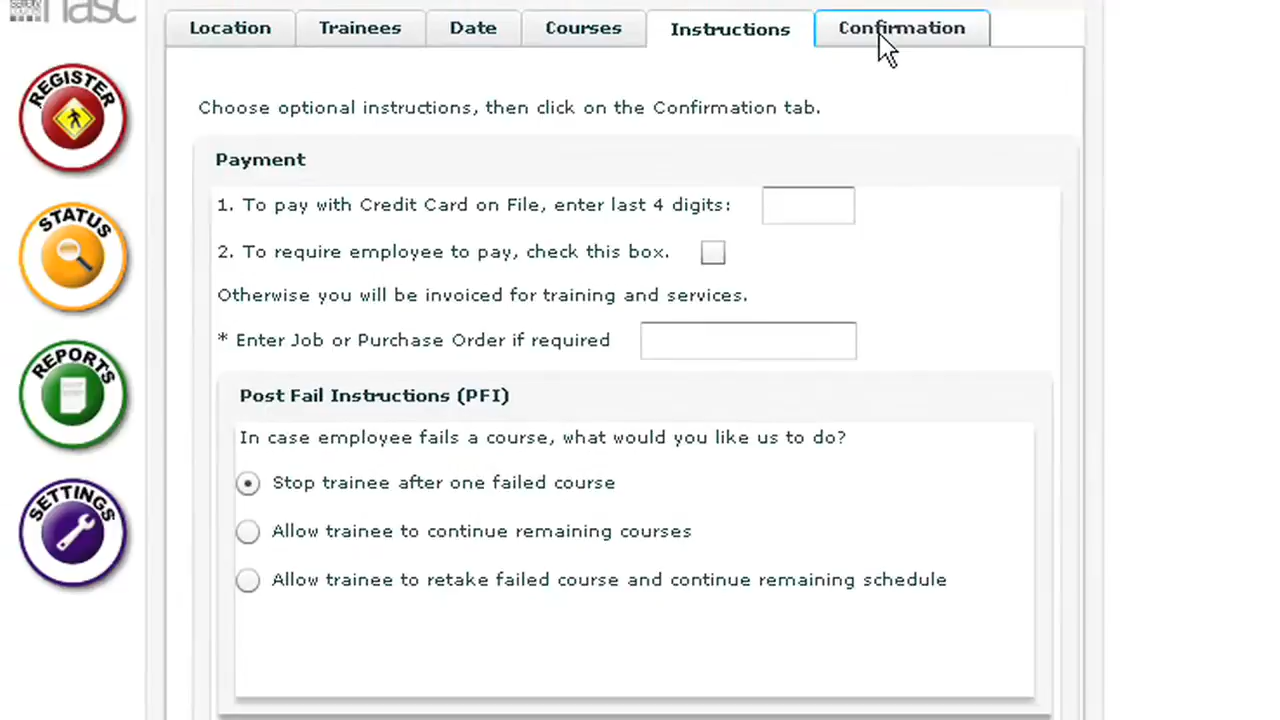 hasc
Location Trainees Date Courses Instructions Confirmation
REGISTER
STATUS
REPORTS
SETTINGS
Choose optional instructions, then click on the Confirmation tab.
Payment
1. To pay with Credit Card on File, enter last 4 digits:
2. To require employee to pay, check this box.
Otherwise you will be invoiced for training and services.
* Enter Job or Purchase Order if required
Post Fail Instructions (PFI)
In case employee fails a course, what would you like us to do?
Stop trainee after one failed course
Allow trainee to continue remaining courses
Allow trainee to retake failed course and continue remaining schedule